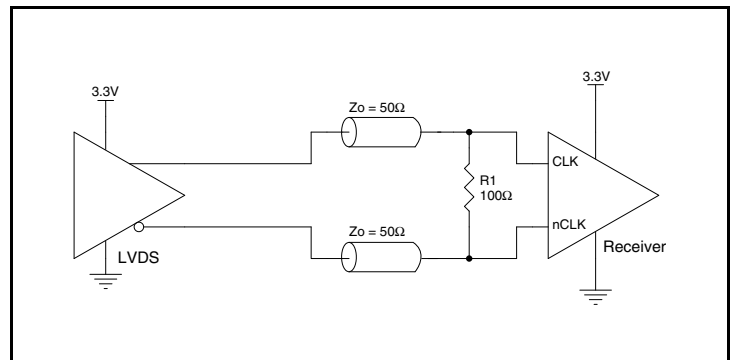 3.3V
3.3V
Zo = 50Ω
CLK
R1
100Ω
nCLK
Zo = 50Ω
Receiver
LVDS